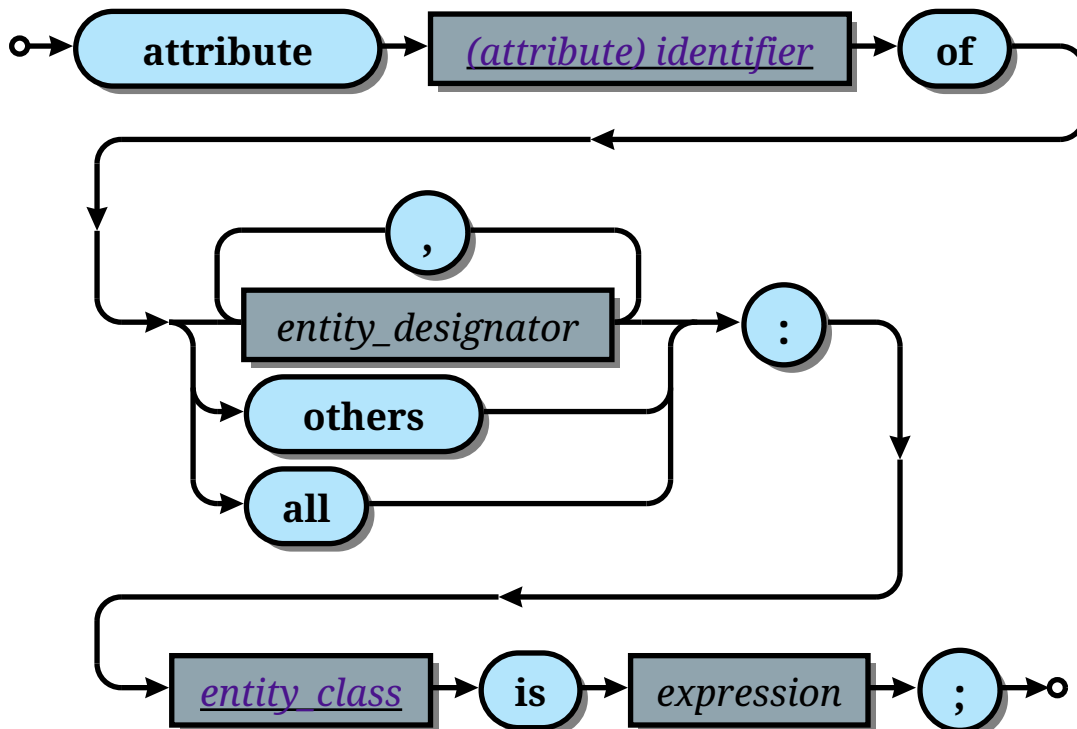 attribute (attribute) identifier of
,
entity_designator :
others
all
entity_class is expression ;